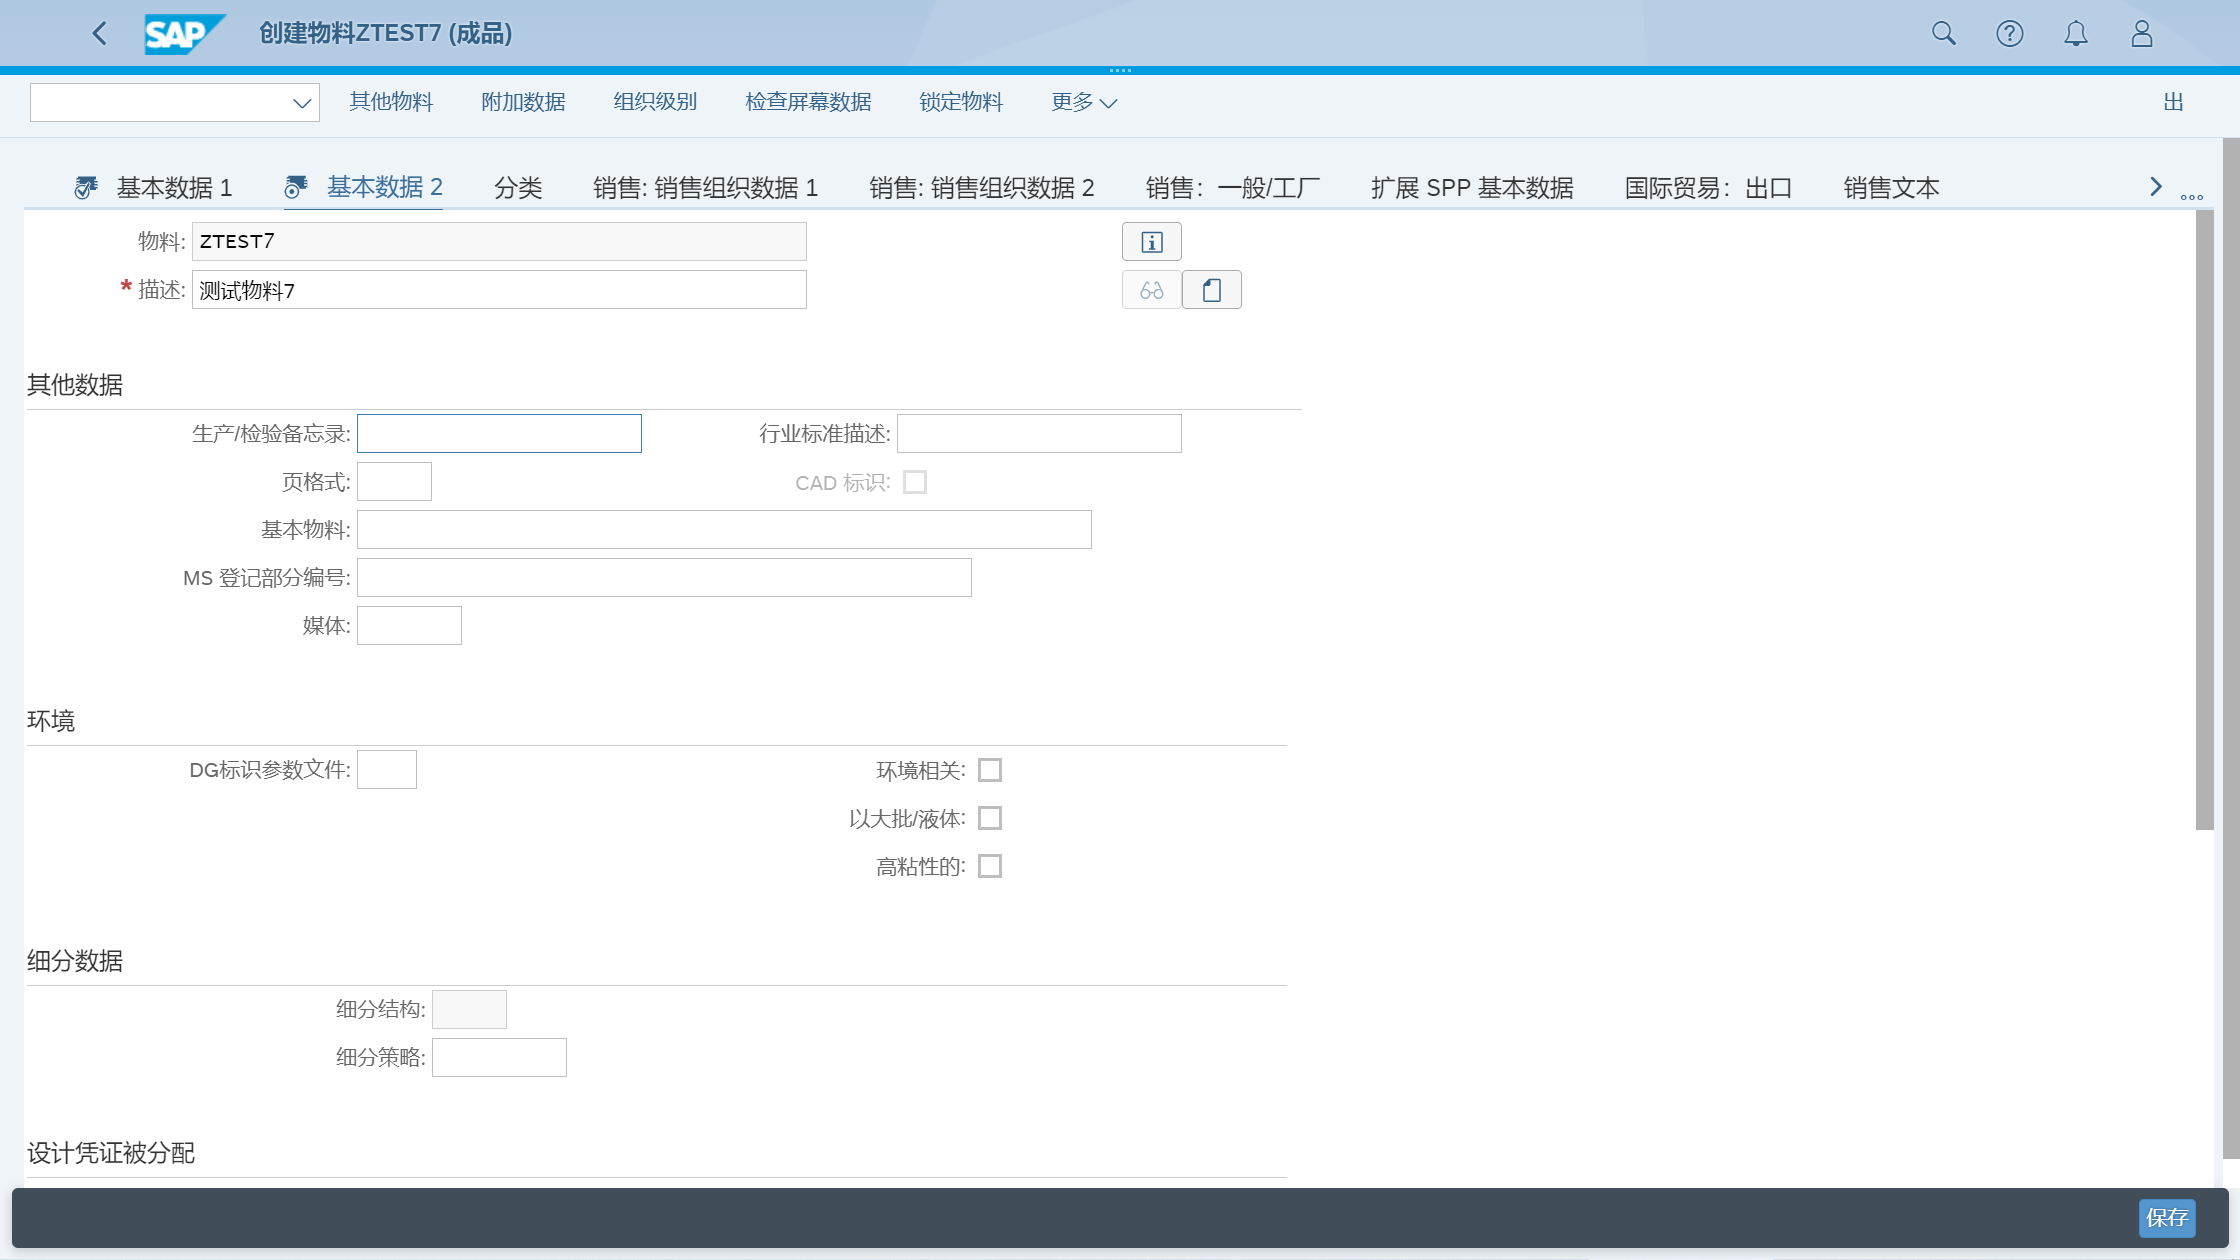 SAP 创建物料ZTEST7 (成品)
其他物料 附加数据 组织级别 检查屏幕数据 锁定物料 更多 出
基本数据 1 基本数据 2 分类 销售: 销售组织数据 1 销售: 销售组织数据 2 销售：一般/工厂 扩展 SPP 基本数据 国际贸易：出口 销售文本
物料: ZTEST7
* 描述: 测试物料7
其他数据
生产/检验备忘录: 行业标准描述:
页格式: CAD 标识:
基本物料:
MS 登记部分编号:
媒体:
环境
DG标识参数文件: 环境相关:
以大批/液体:
高粘性的:
细分数据
细分结构:
细分策略:
设计凭证被分配
保存